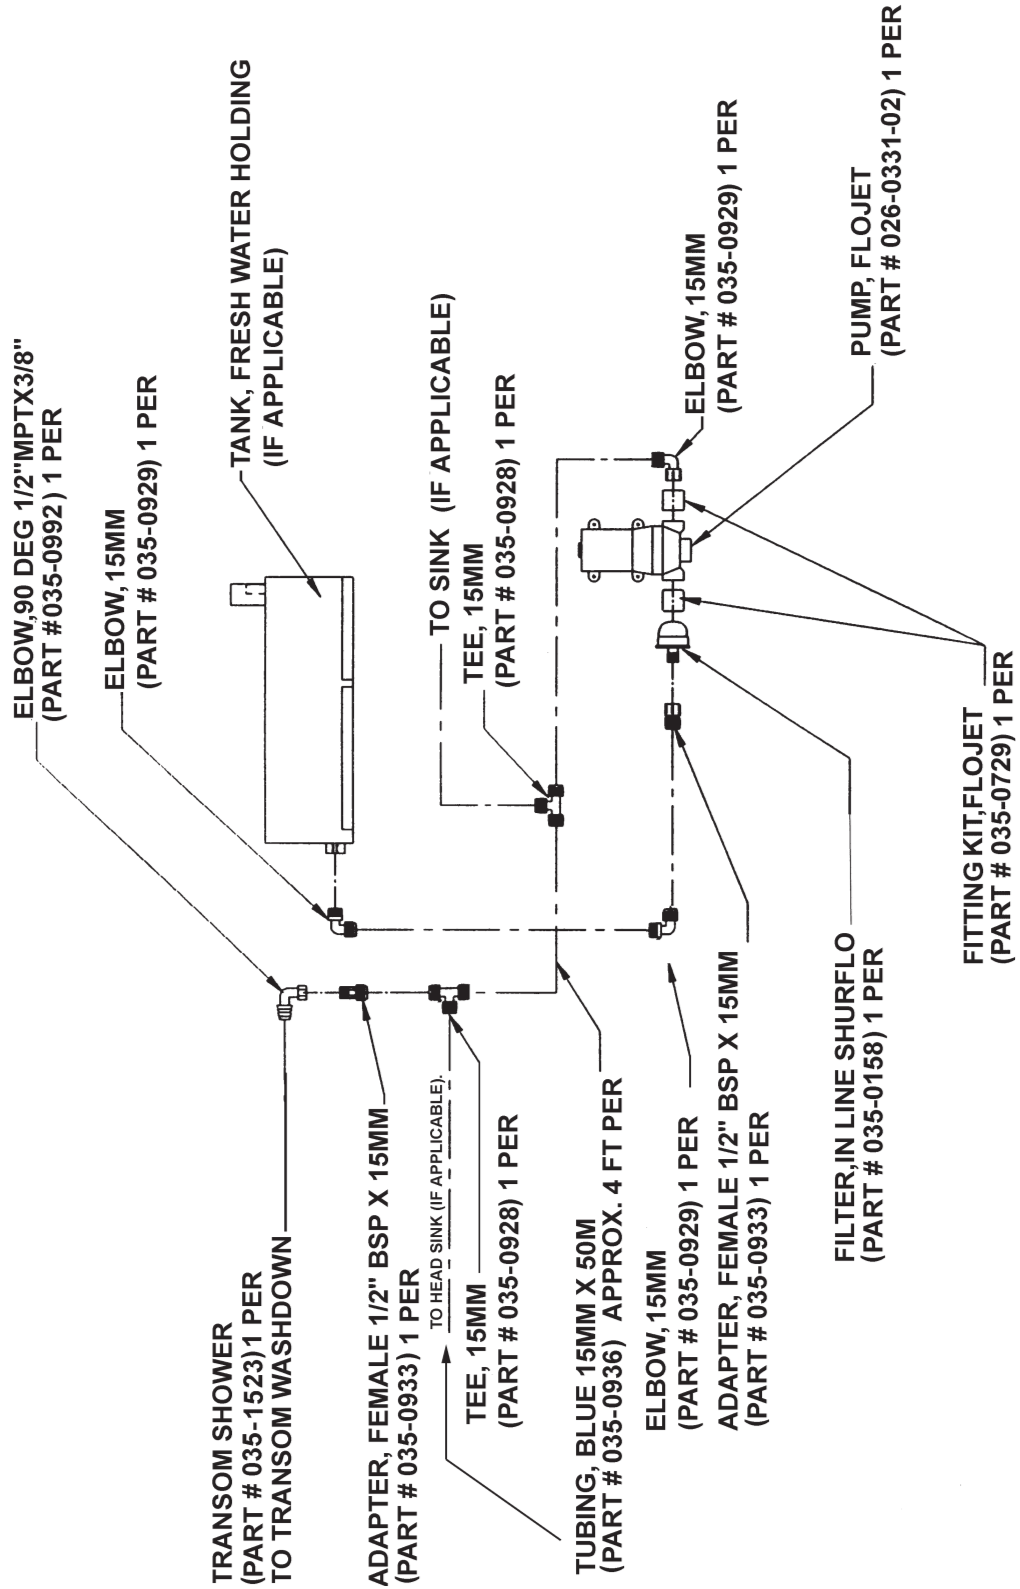 ELBOW,90 DEG 1/2"MPTX3/8"
(PART #035-0992) 1 PER
ELBOW,15MM
(PART # 035-0929) 1 PER
TANK, FRESH WATER HOLDING
(IF APPLICABLE)
TO SINK (IF APPLICABLE)
TEE, 15MM
(PART # 035-0928) 1 PER
ELBOW,15MM
(PART # 035-0929) 1 PER
PUMP, FLOJET
(PART # 026-0331-02) 1 PER
TRANSOM SHOWER
(PART # 035-1523) 1 PER
TO TRANSOM WASHDOWN
ADAPTER, FEMALE 1/2" BSP X 15MM
(PART # 035-0933) 1 PER
TO HEAD SINK (IF APPLICABLE).
TEE, 15MM
(PART # 035-0928) 1 PER
TUBING, BLUE 15MM X 50M
(PART # 035-0936) APPROX. 4 FT PER
ELBOW,15MM
(PART # 035-0929) 1 PER
ADAPTER, FEMALE 1/2" BSP X 15MM
(PART # 035-0933) 1 PER
FILTER,IN LINE SHURFLO
(PART # 035-0158) 1 PER
FITTING KIT,FLOJET
(PART # 035-0729) 1 PER